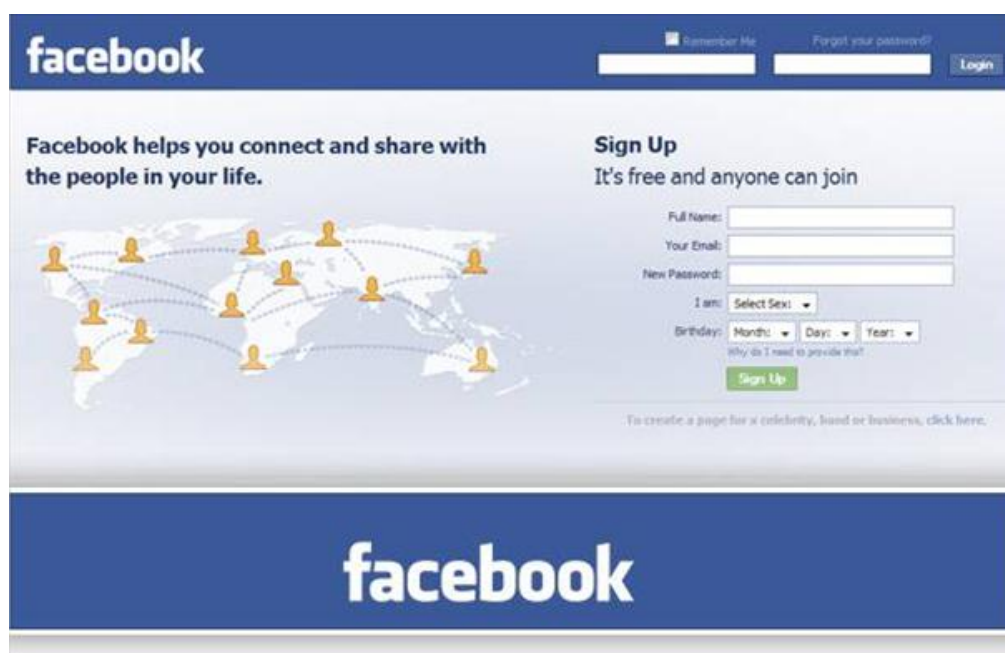 facebook
Remember Me
Forgot your password?
Login
Facebook helps you connect and share with
the people in your life.
Sign Up
It's free and anyone can join
Full Name:
Your Email:
New Password:
I am: Select Sex:
Birthday: Month: Day: Year:
Why do I need to provide this?
Sign Up
To create a page for a celebrity, band or business, click here.
facebook